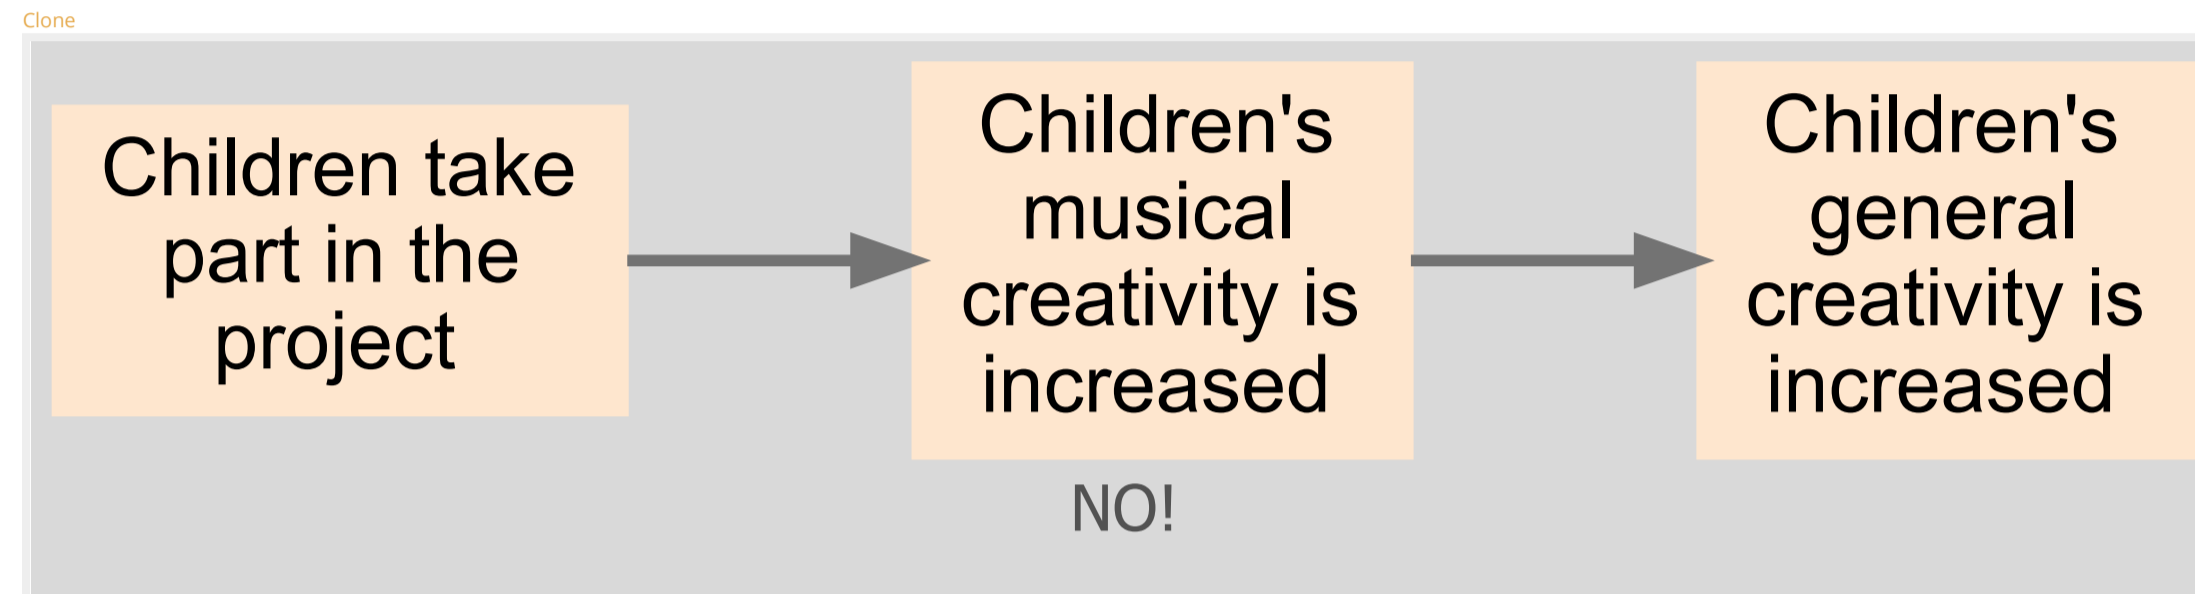 Clone
Children take
part in the
project
Children's
musical
creativity is
increased
Children's
general
creativity is
increased
NO!